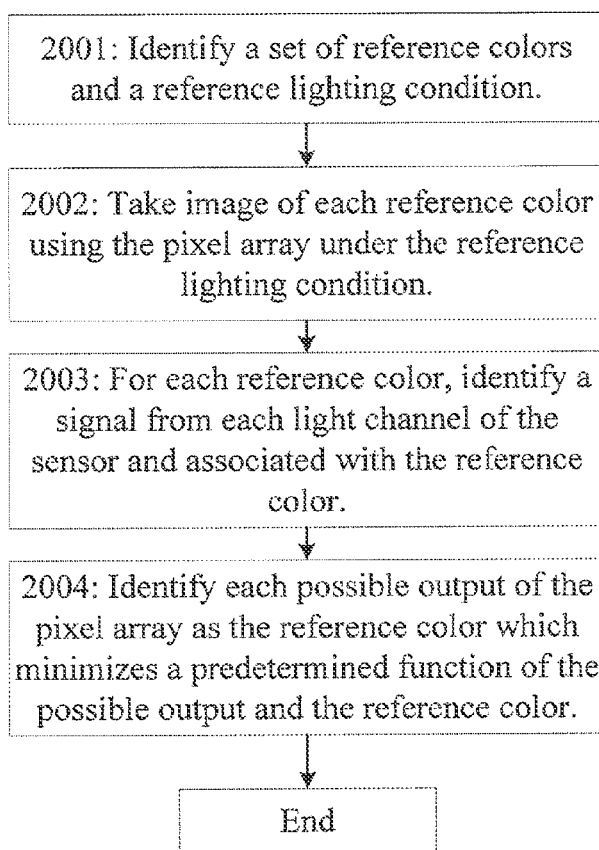 2001: Identify a set of reference colors
and a reference lighting condition.
2002: Take image of each reference color
using the pixel array under the reference
lighting condition.
2003: For each reference color, identify a
signal from each light channel of the
sensor and associated with the reference
color.
2004: Identify each possible output of the
pixel array as the reference color which
minimizes a predetermined function of the
possible output and the reference color.
End